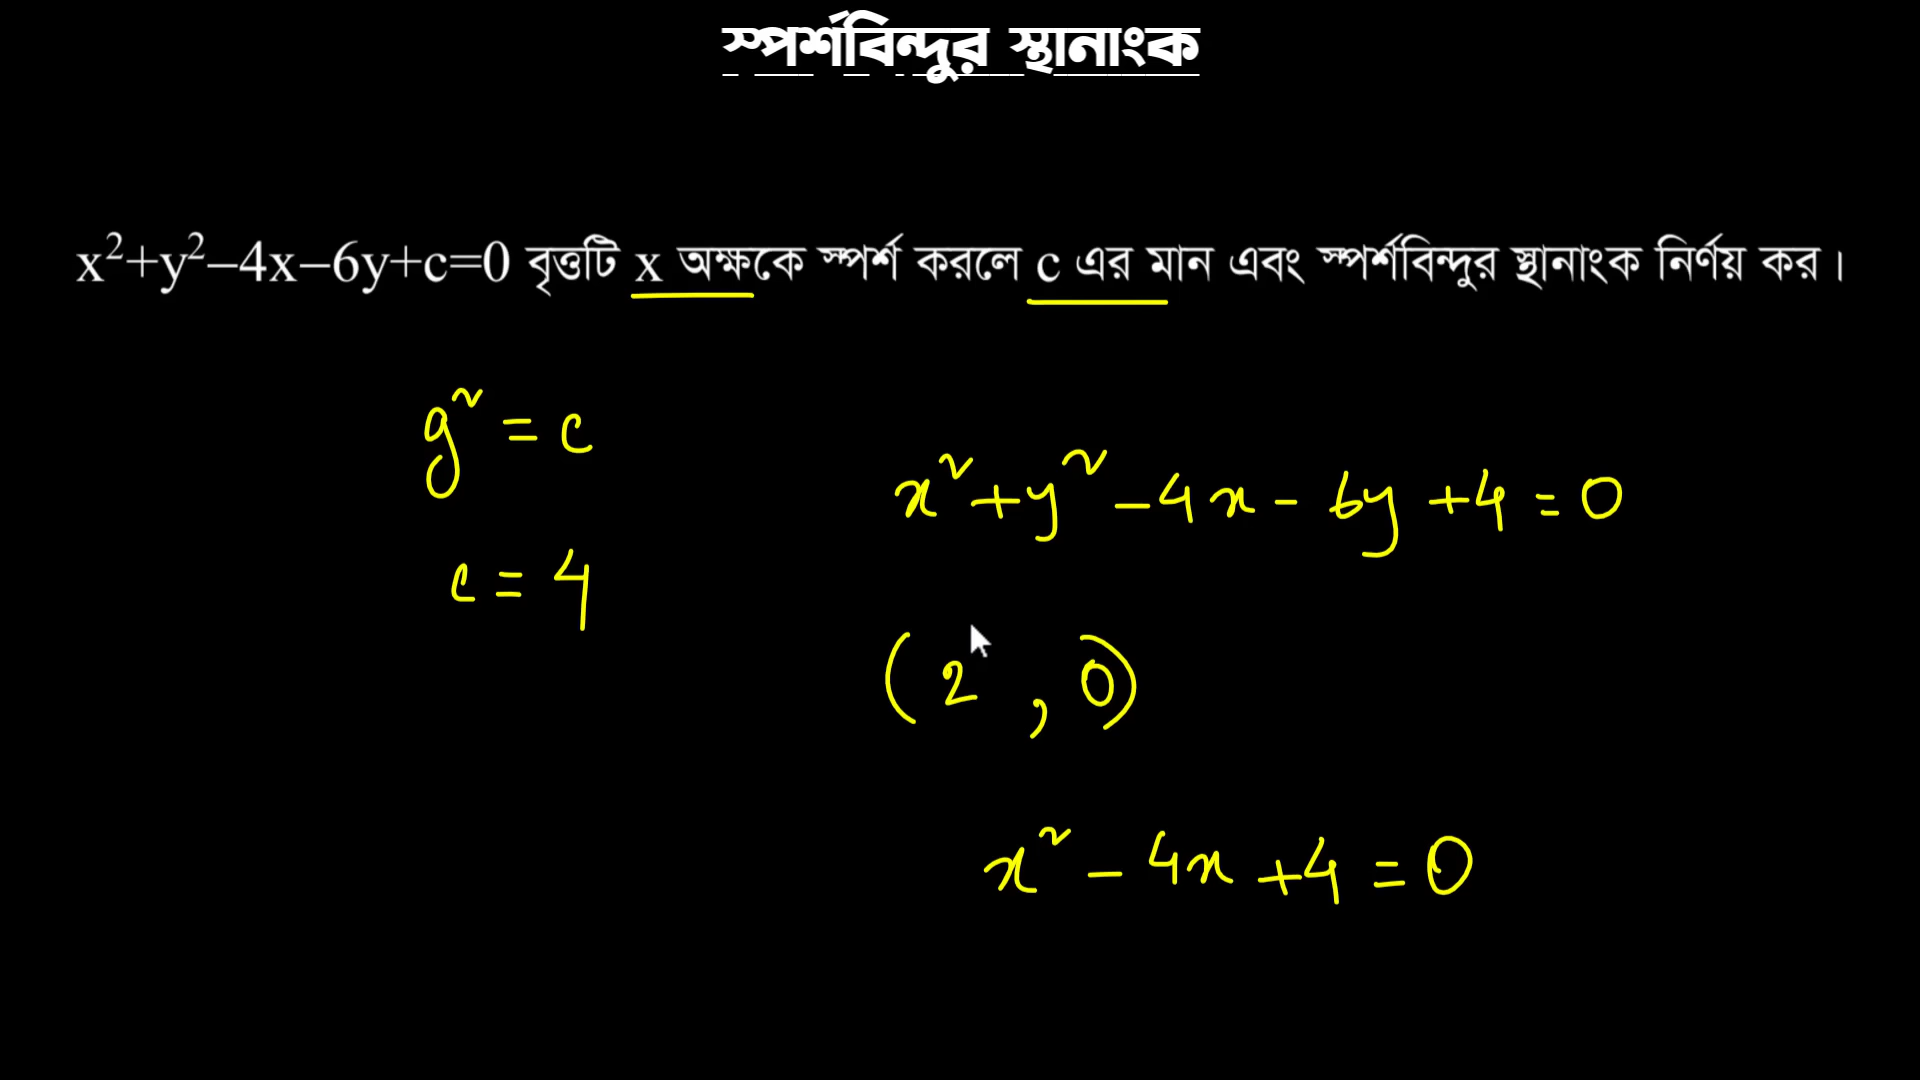 স্পর্শবিন্দুর স্থানাংক
x²+y²–4x–6y+c=0 বৃত্তটি x অক্ষকে স্পর্শ করলে c এর মান এবং স্পর্শবিন্দুর স্থানাংক নির্ণয় কর।
g² = c
x² + y² – 4x – 6y + 4 = 0
c = 4
(2, 0)
x² – 4x + 4 = 0